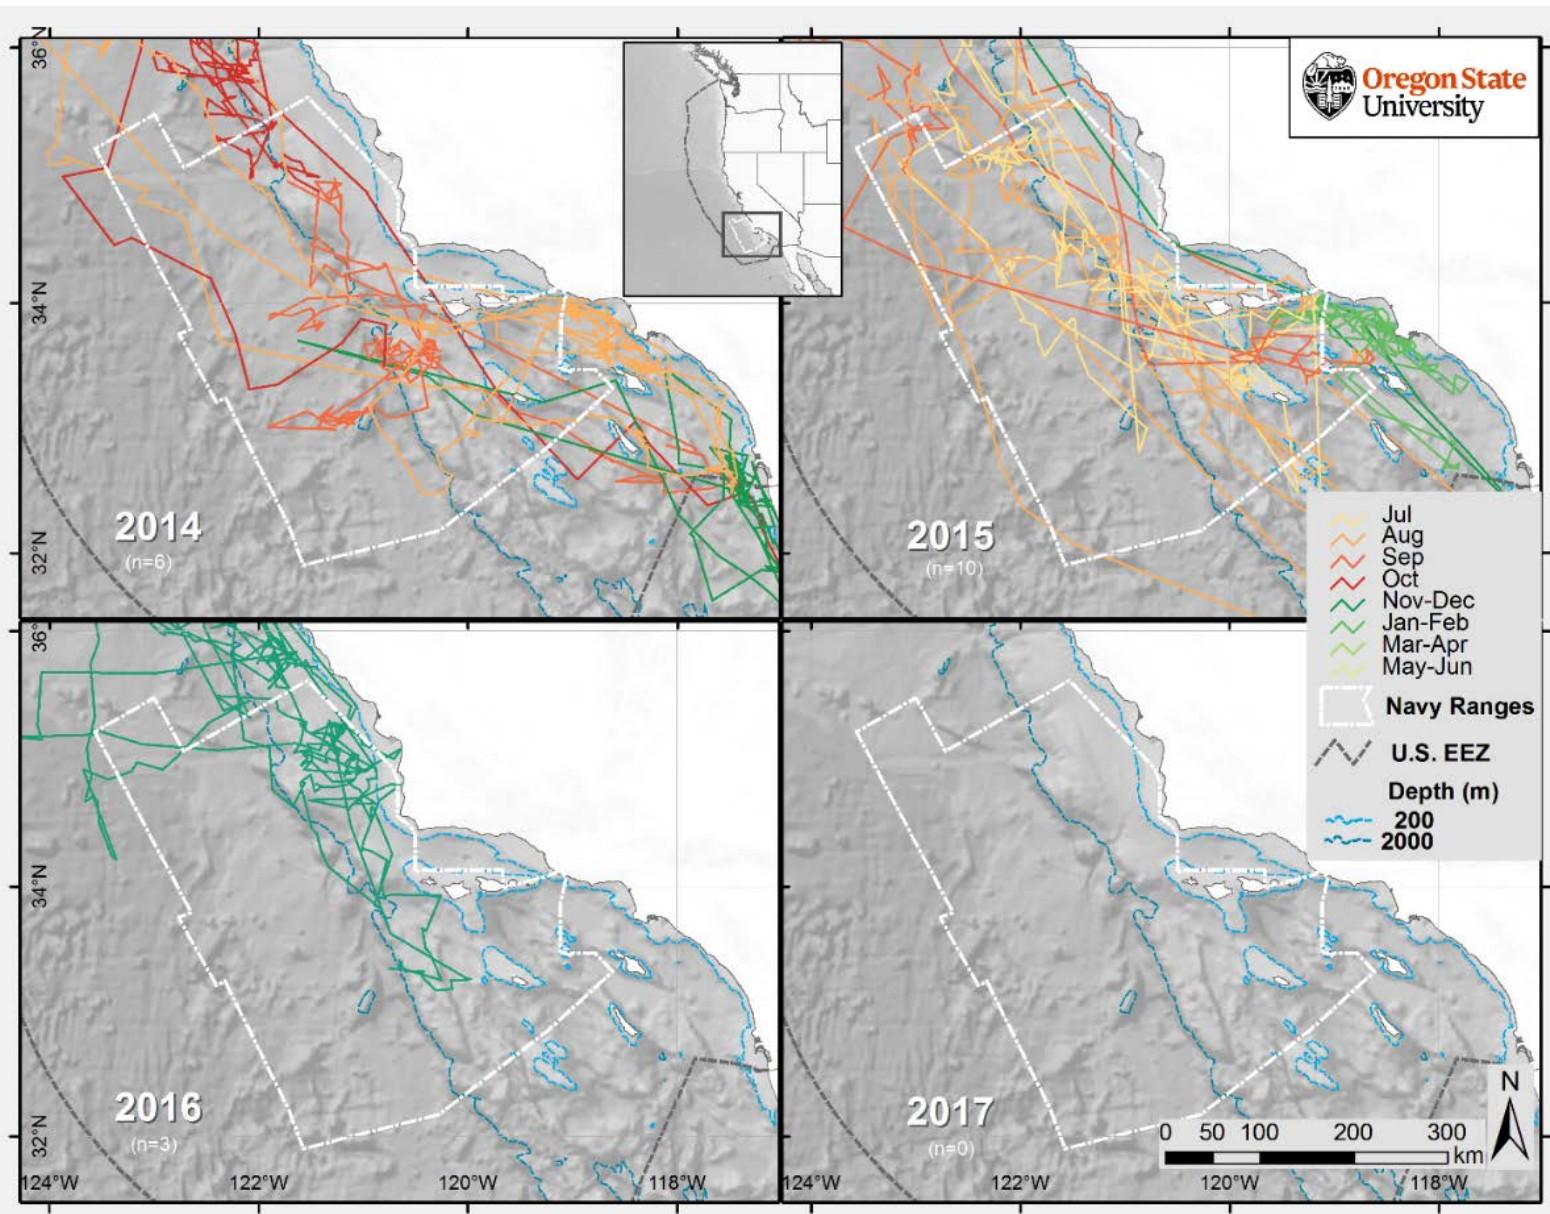 36°N
34°N
32°N
2014
(n=6)
2015
(n=10)
Oregon State
University
Jul
Aug
Sep
Oct
Nov-Dec
Jan-Feb
Mar-Apr
May-Jun
Navy Ranges
U.S. EEZ
Depth (m)
200
2000
36°N
34°N
32°N
2016
(n=3)
2017
(n=0)
N
0 50 100 200 300
km
124°W 122°W 120°W 118°W
124°W 122°W 120°W 118°W